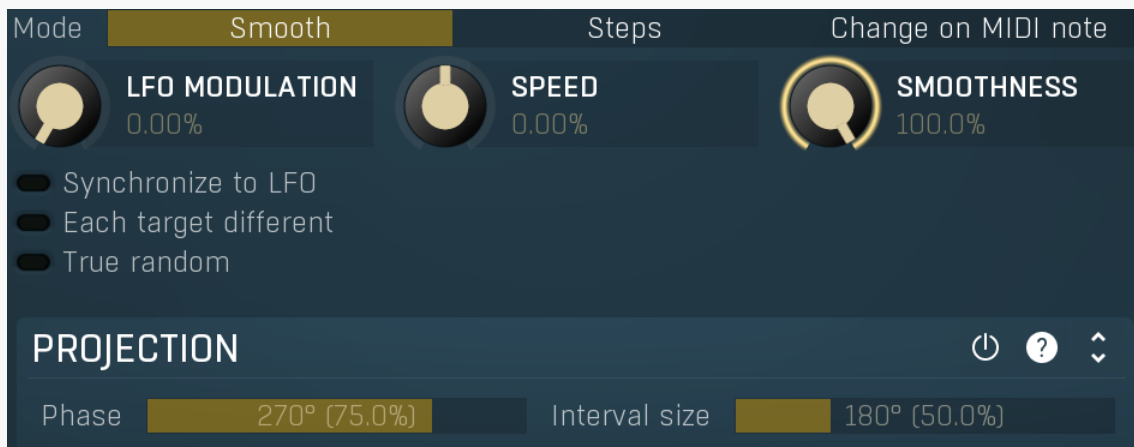 Mode Smooth Steps Change on MIDI note
LFO MODULATION SPEED SMOOTHNESS
0.00% 0.00% 100.0%
Synchronize to LFO
Each target different
True random
PROJECTION ?
Phase 270° (75.0%) Interval size 180° (50.0%)